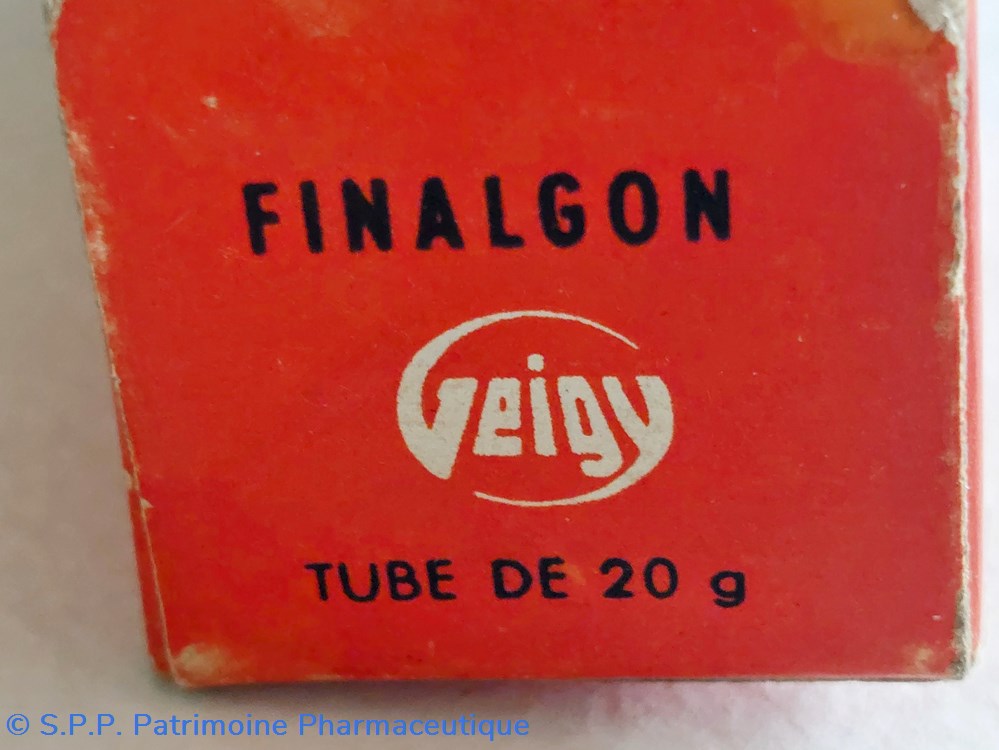 FINALGON
Geigy
TUBE DE 20 g
© S.P.P. Patrimoine Pharmaceutique